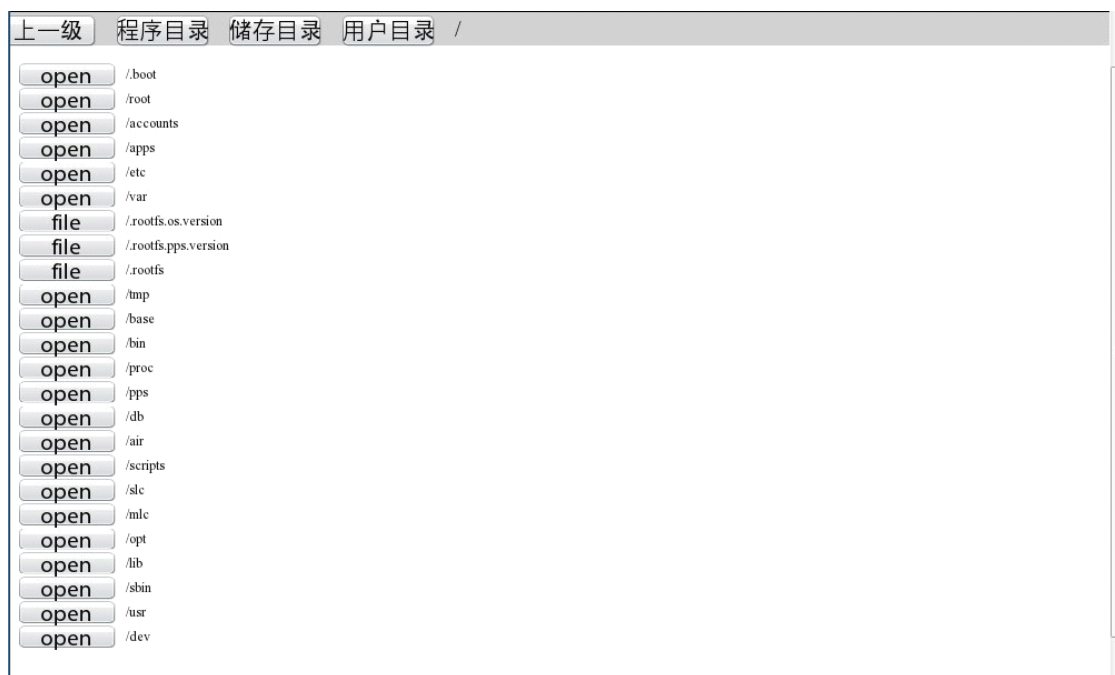 上一级 程序目录 储存目录 用户目录 /
open /.boot
open /root
open /accounts
open /apps
open /etc
open /var
file /.rootfs.os.version
file /.rootfs.pps.version
file /.rootfs
open /tmp
open /base
open /bin
open /proc
open /pps
open /db
open /air
open /scripts
open /slc
open /mlc
open /opt
open /lib
open /sbin
open /usr
open /dev